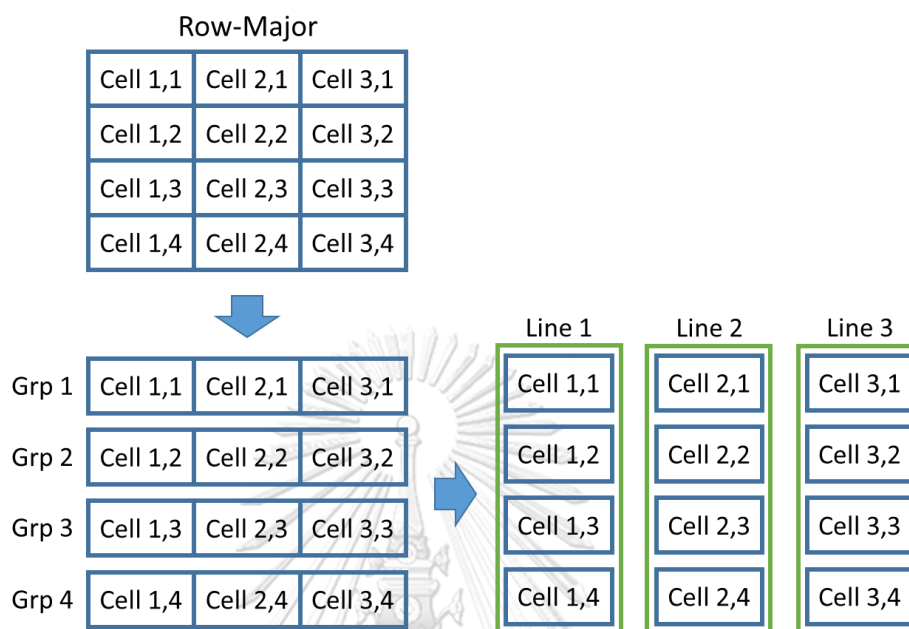 Row-Major
Cell 1,1 Cell 2,1 Cell 3,1
Cell 1,2 Cell 2,2 Cell 3,2
Cell 1,3 Cell 2,3 Cell 3,3
Cell 1,4 Cell 2,4 Cell 3,4
Grp 1 Cell 1,1 Cell 2,1 Cell 3,1
Grp 2 Cell 1,2 Cell 2,2 Cell 3,2
Grp 3 Cell 1,3 Cell 2,3 Cell 3,3
Grp 4 Cell 1,4 Cell 2,4 Cell 3,4
Line 1 Line 2 Line 3
Cell 1,1 Cell 2,1 Cell 3,1
Cell 1,2 Cell 2,2 Cell 3,2
Cell 1,3 Cell 2,3 Cell 3,3
Cell 1,4 Cell 2,4 Cell 3,4